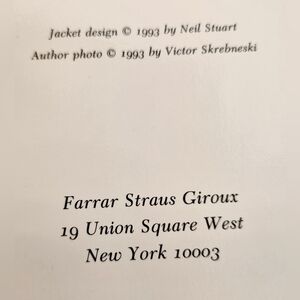 Jacket design © 1993 by Neil Stuart
Author photo © 1993 by Victor Skrebneski
Farrar Straus Giroux
19 Union Square West
New York 10003